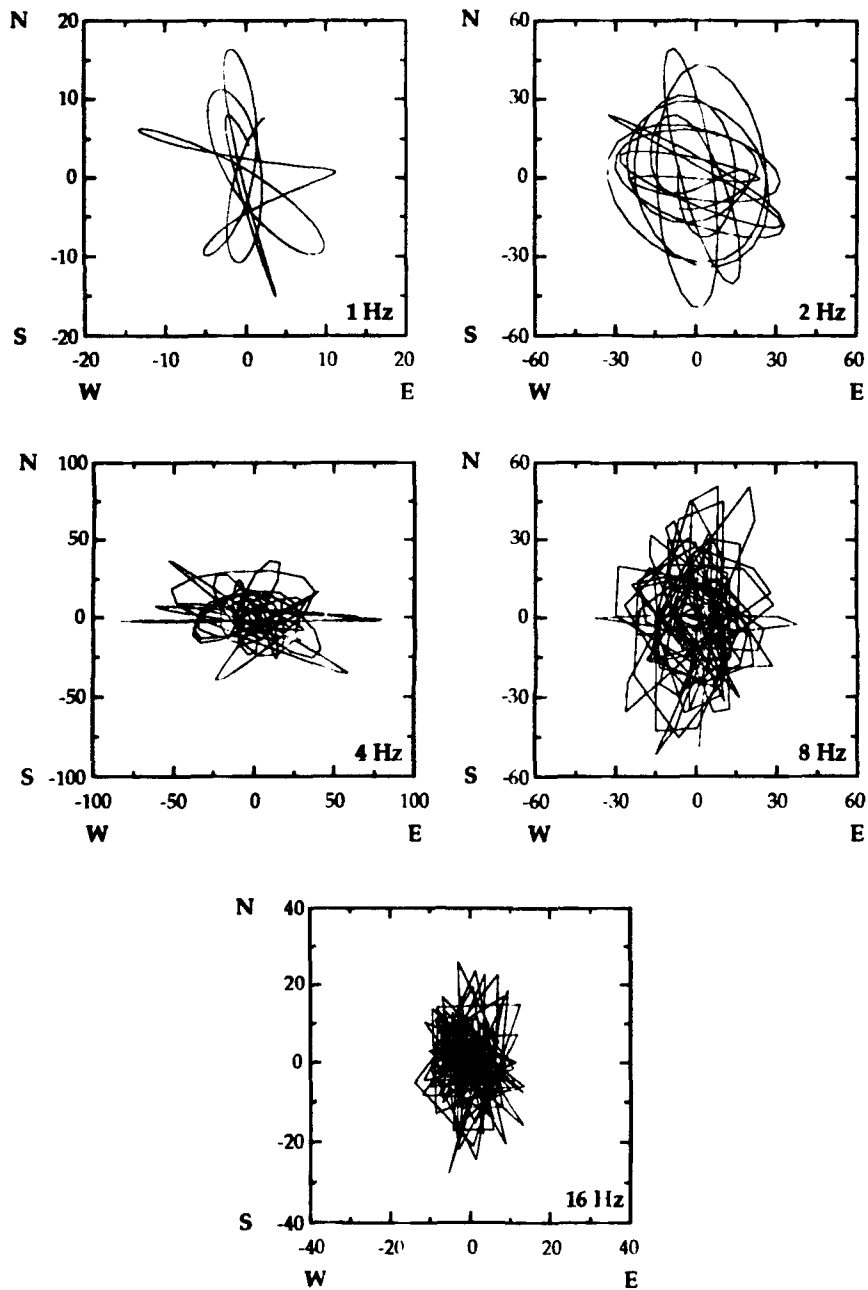 N 20 10 0 -10 S -20
1 Hz
-20 -10 0 10 20
W E
N 60 30 0 -30 S -60
2 Hz
-60 -30 0 30 60
W E
N 100 50 0 -50 S -100
4 Hz
-100 -50 0 50 100
W E
N 60 30 0 -30 S -60
8 Hz
-60 -30 0 30 60
W E
N 40 20 0 -20 S -40
16 Hz
-40 -20 0 20 40
W E